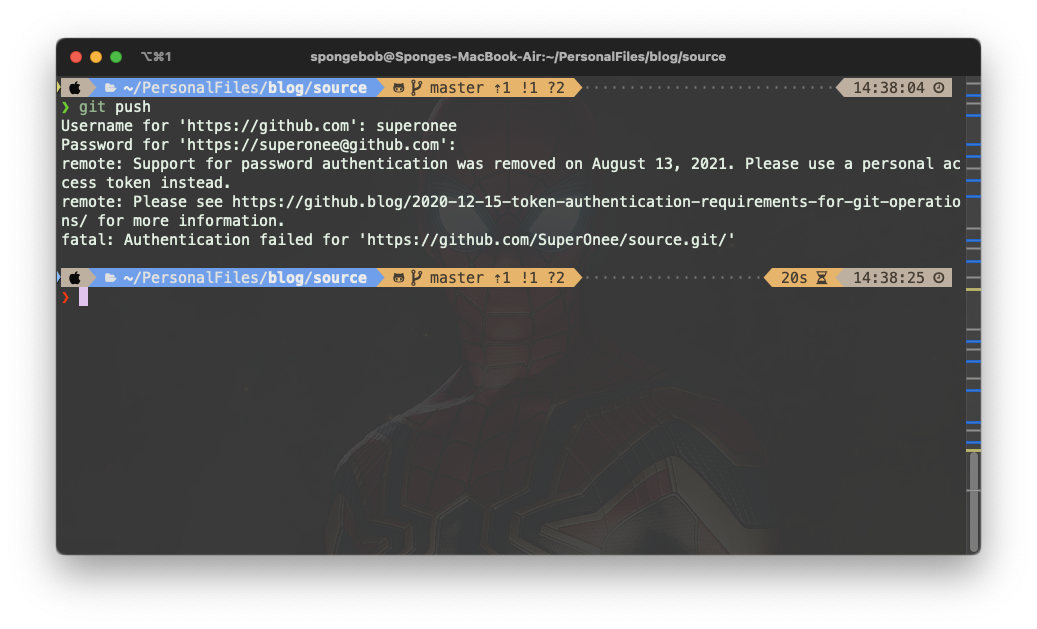 ⌥⌘1
spongebob@Sponges-MacBook-Air:~/PersonalFiles/blog/source
~/PersonalFiles/blog/source master ⇡1 !1 ?2 14:38:04
❯ git push
Username for 'https://github.com': superonee
Password for 'https://superonee@github.com':
remote: Support for password authentication was removed on August 13, 2021. Please use a personal ac
cess token instead.
remote: Please see https://github.blog/2020-12-15-token-authentication-requirements-for-git-operatio
ns/ for more information.
fatal: Authentication failed for 'https://github.com/SuperOnee/source.git/'
~/PersonalFiles/blog/source master ⇡1 !1 ?2 20s 14:38:25
❯